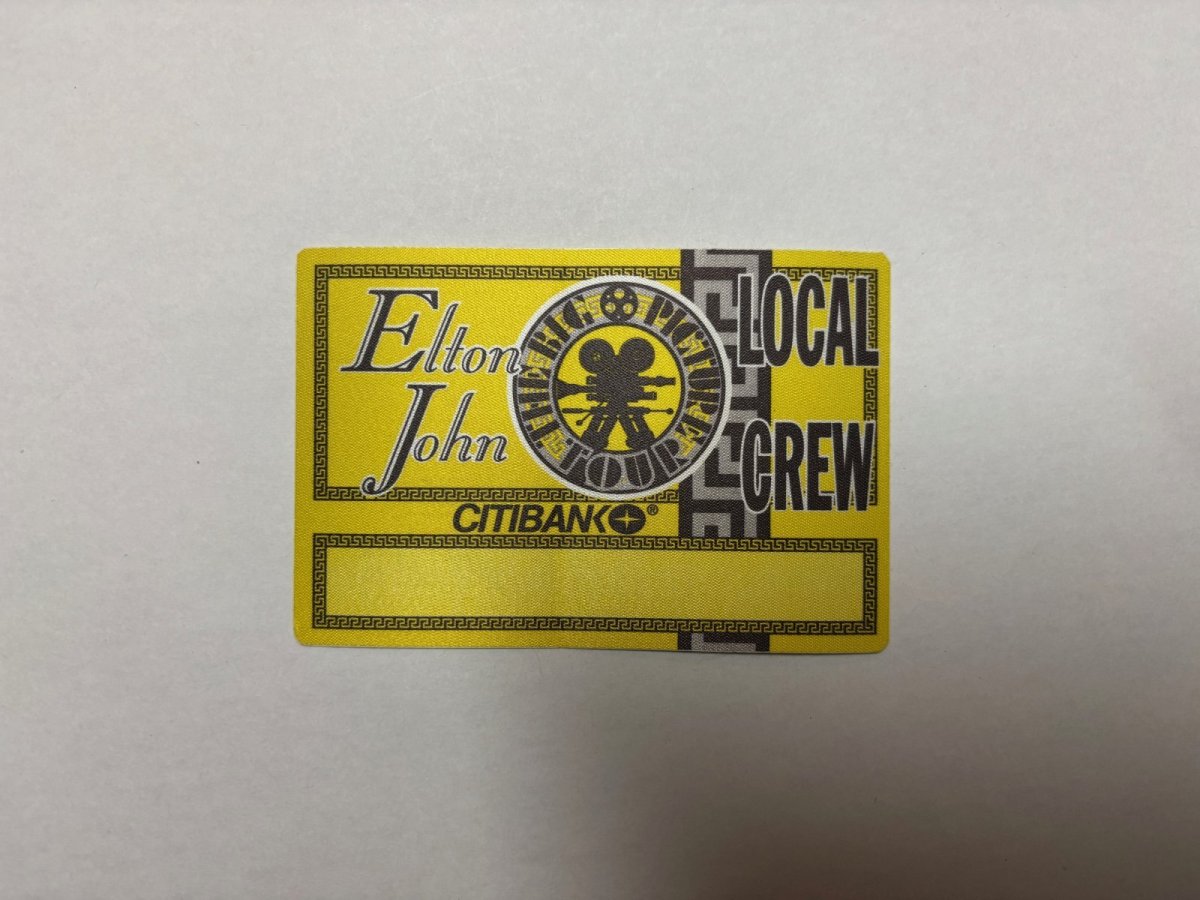 Elton
John
THE BIG PICTURE
TOUR
LOCAL
CREW
CITIBANK®